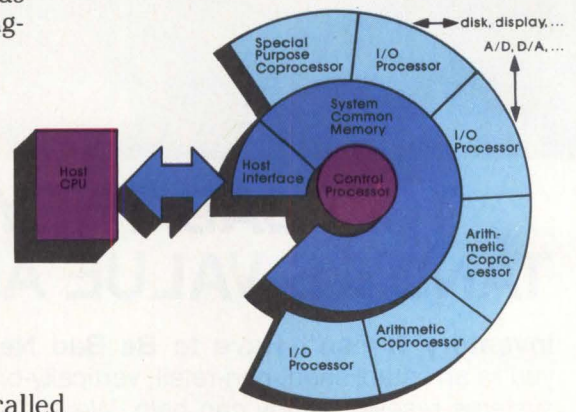 as
ng-
Special
Purpose
Coprocessor
I/O
Processor
disk, display, ...
A/D, D/A, ...
System
Common
Memory
I/O
Processor
Host
CPU
Host
Interface
Control
Processor
Arith-
metic
Copro-
cessor
Arithmetic
Coprocessor
I/O
Processor
called